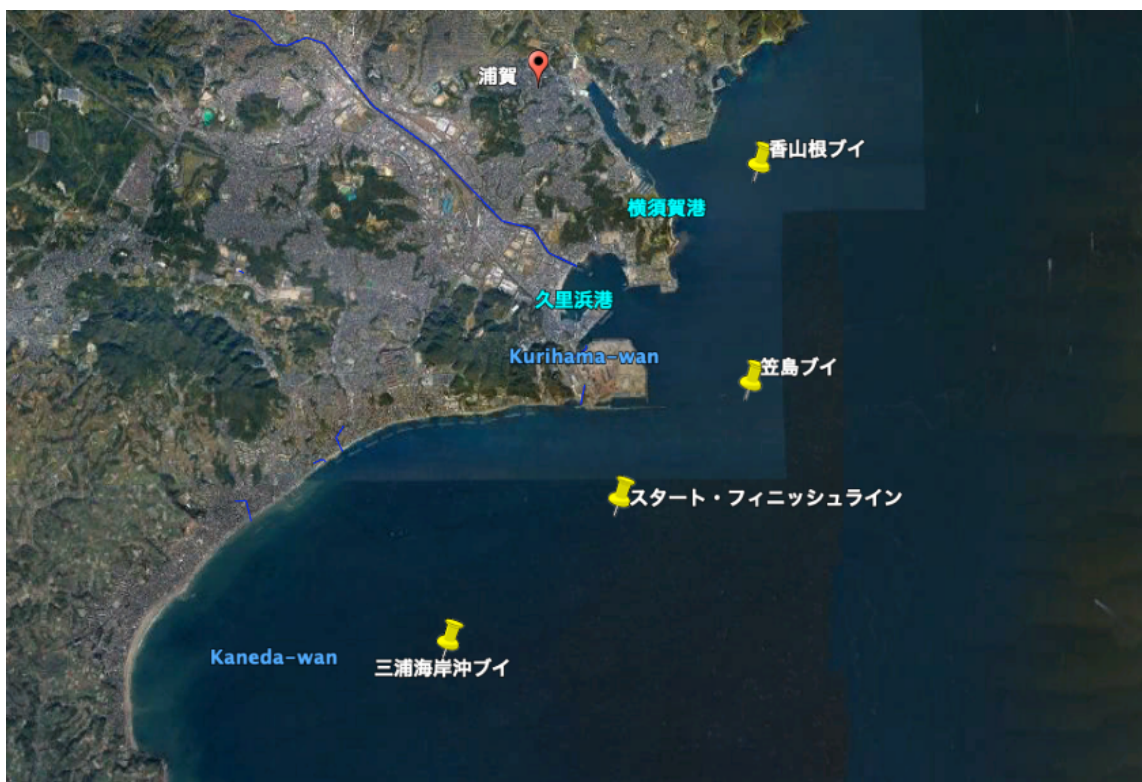 浦賀
香山根ブイ
横須賀港
久里浜港
Kurihama-wan
笠島ブイ
スタート・フィニッシュライン
Kaneda-wan
三浦海岸沖ブイ